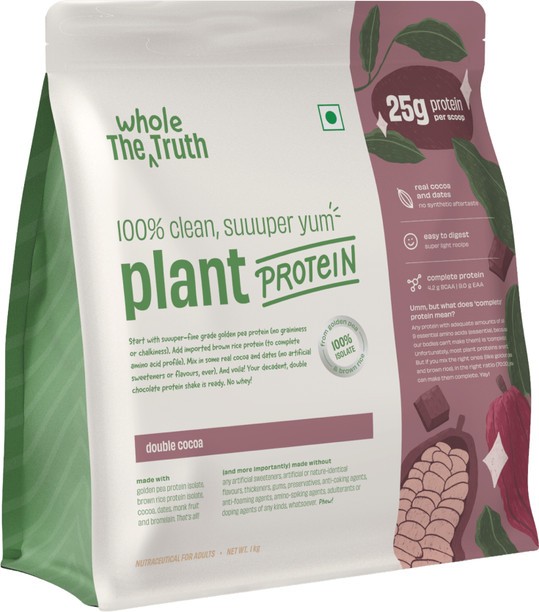 whole
The Truth
25g protein
per scoop
real cocoa
and dates
no synthetic aftertaste
easy to digest
complete protein
Umm, but what does 'complete'
protein mean?
100% clean, suuuper yum
plant PROTEIN
Start with suuper-fine grade golden pea protein (no graininess
or chalkiness). Add imported brown rice protein (to complete
amino acid profile). Mix in some real cocoa and dates (no artificial
sweeteners or flavours, ever). And voila! Your decadent, double
chocolate protein shake is ready. No whey!
from golden pea
100%
ISOLATE
& brown rice
double cocoa
made with
golden pea protein isolate,
brown rice protein isolate,
cocoa, dates, monk fruit
and bromelain. That's all!
(and more importantly) made without
any artificial sweeteners, artificial or nature-identical
flavours, thickeners, gums, preservatives, anti-caking agents,
anti-foaming agents, amino-spiking agents, adulterants or
doping agents of any kinds, whatsoever. Phew!
NUTRACEUTICAL FOR ADULTS • NET WT. 1 Kg